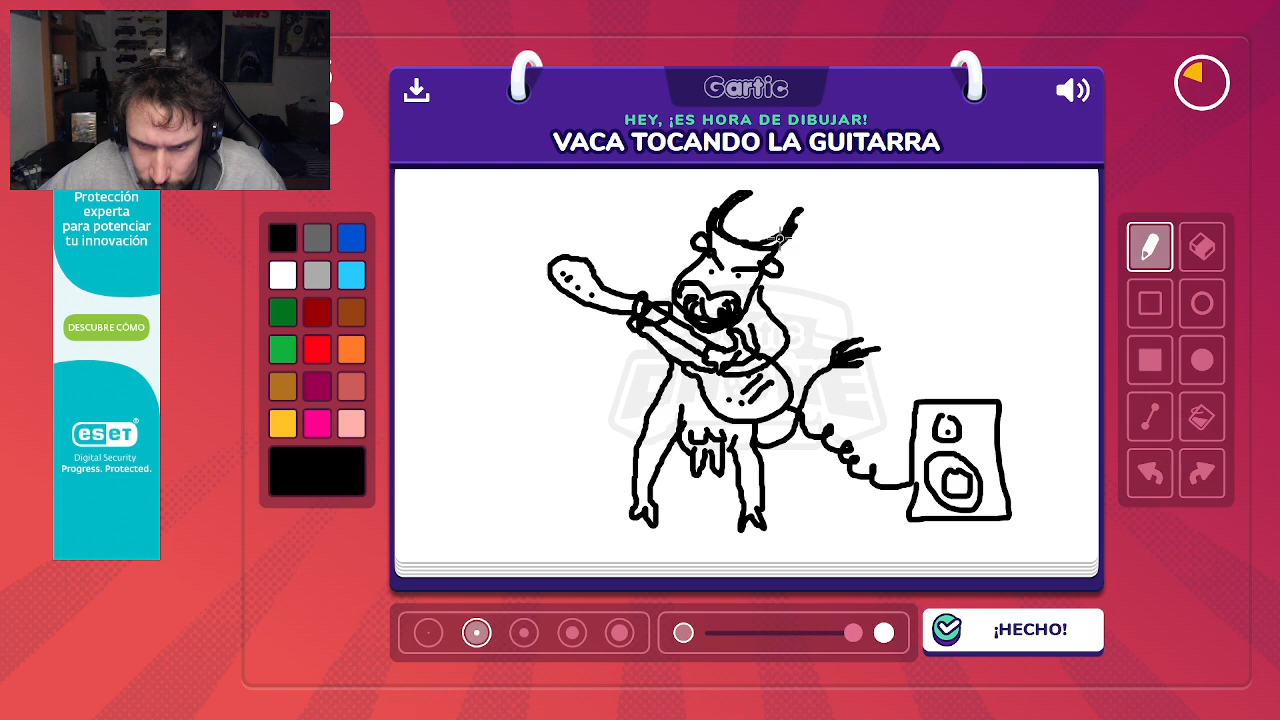 Gartic
HEY, ¡ES HORA DE DIBUJAR!
VACA TOCANDO LA GUITARRA
Protección
experta
para potenciar
tu innovación
DESCUBRE CÓMO
eseT®
Digital Security
Progress. Protected.
¡HECHO!